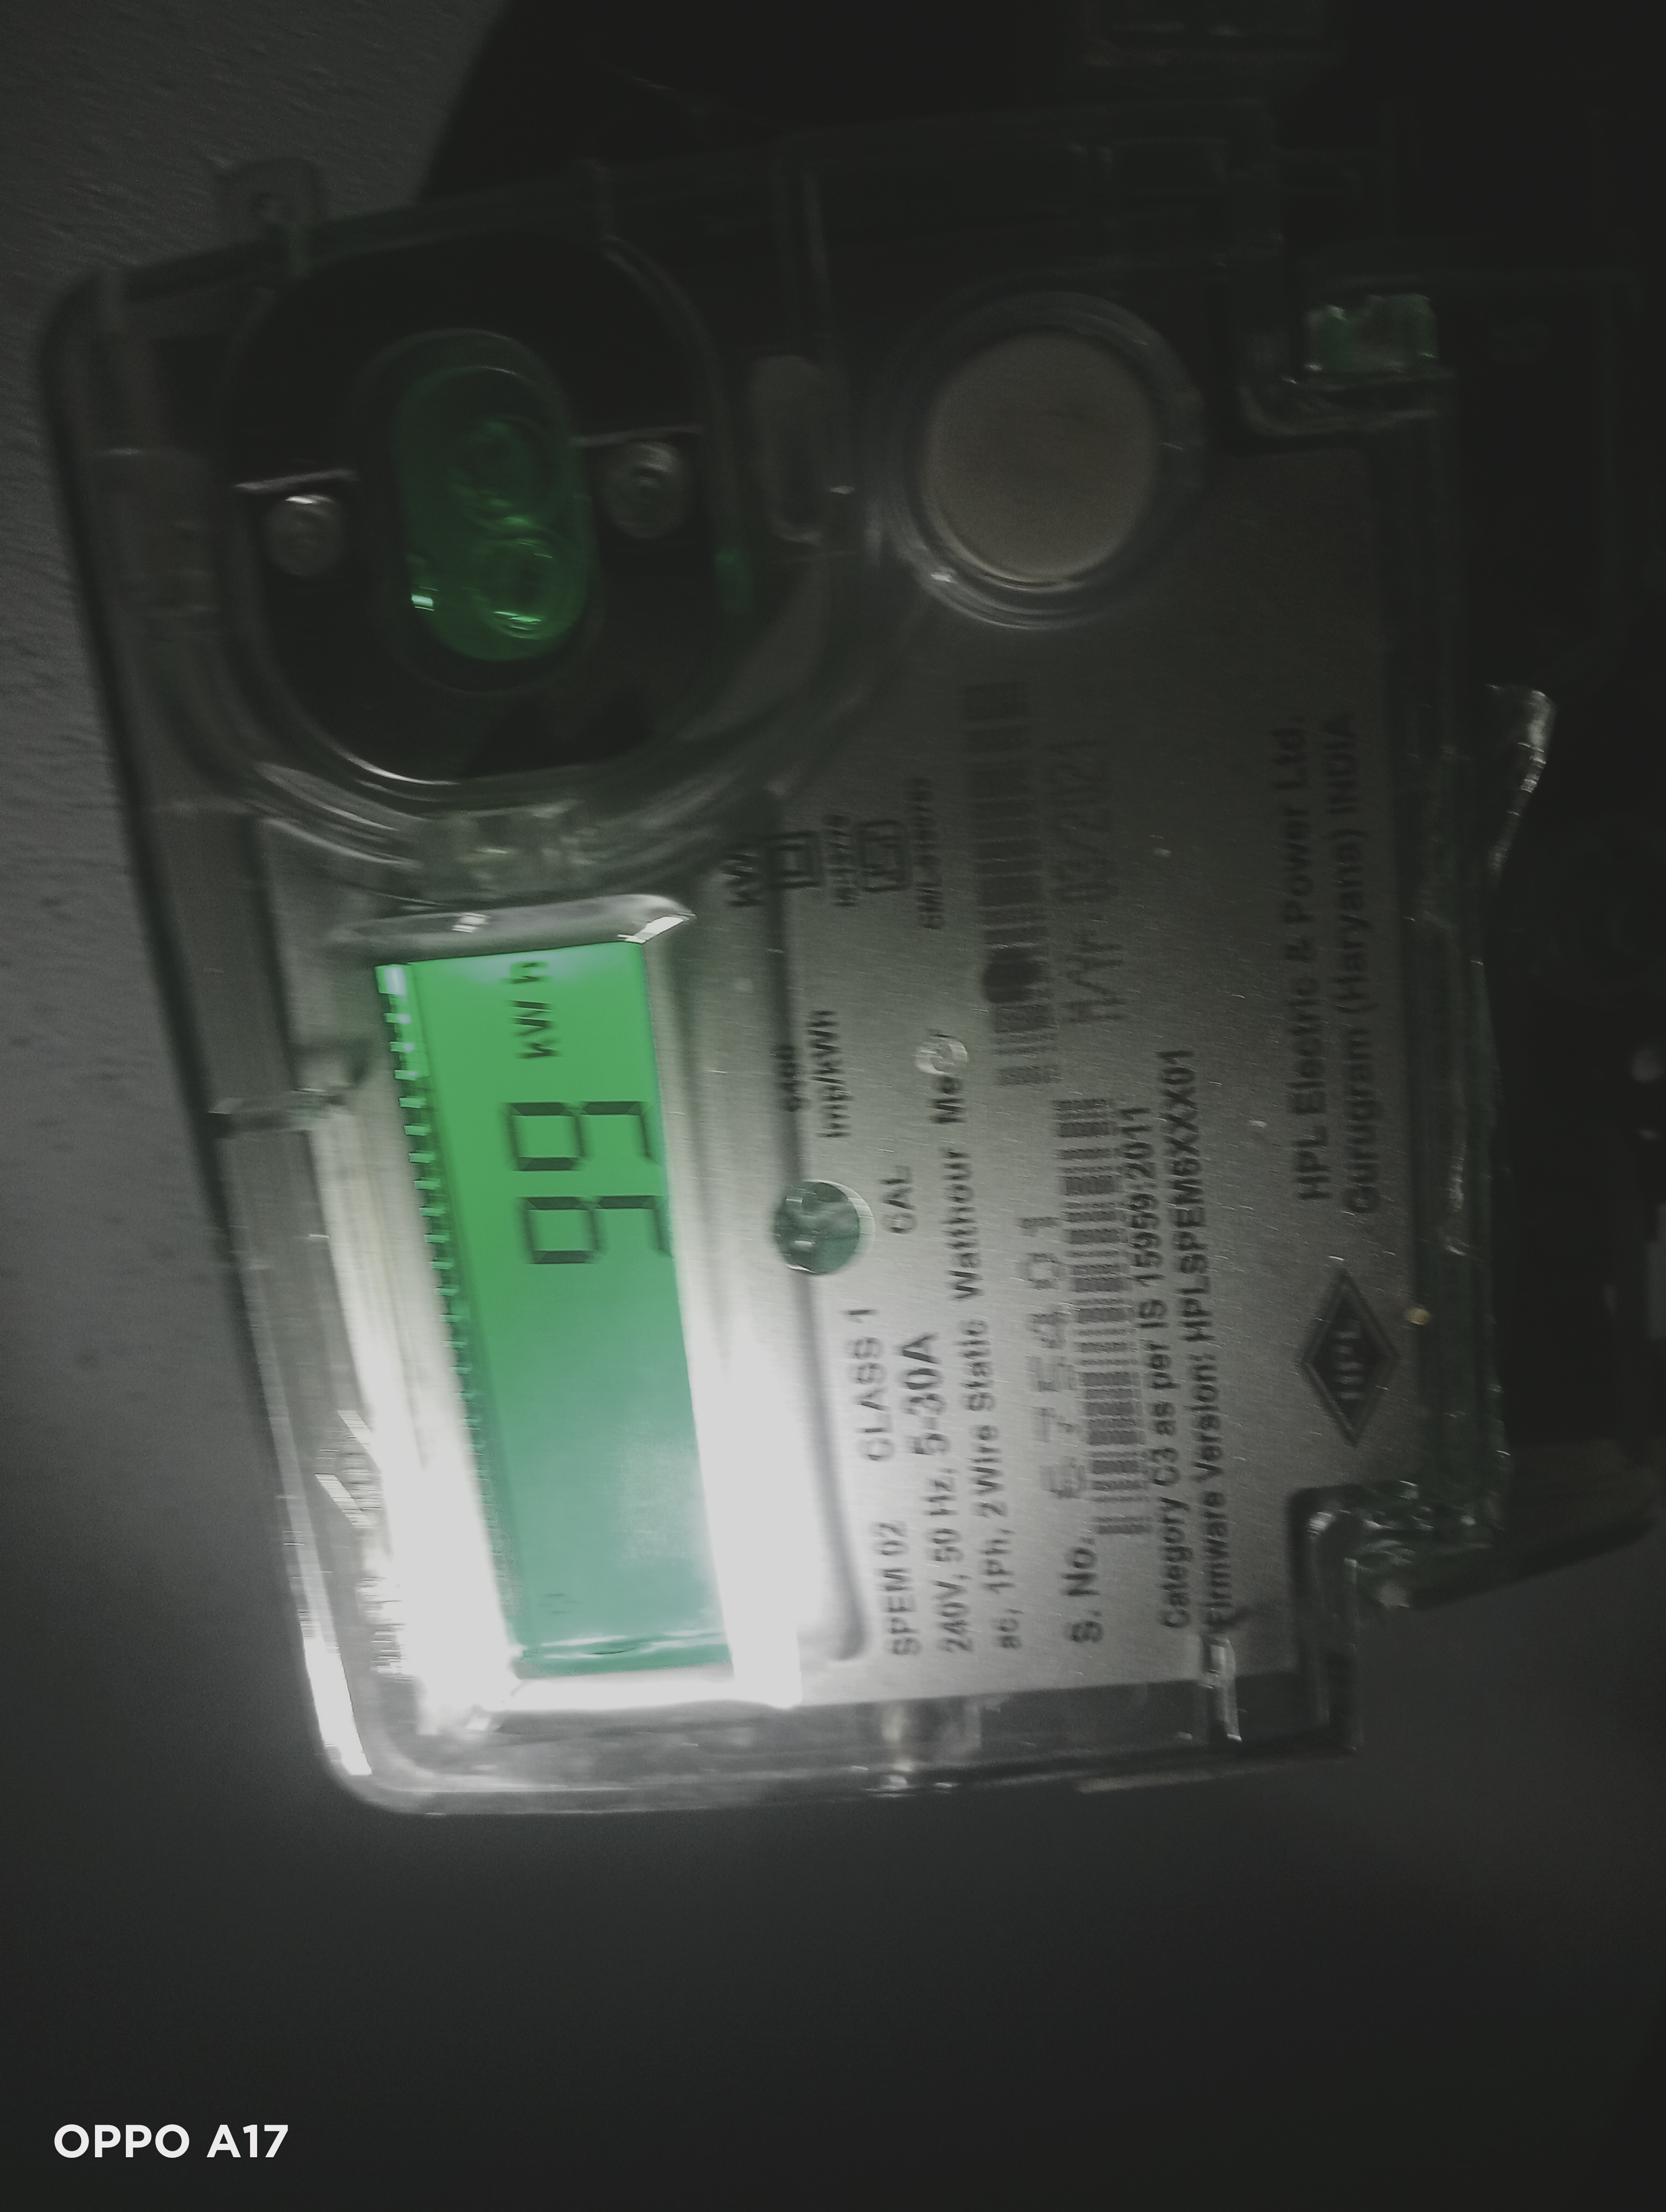 99 kWh
kW
imp/kWh
SPEM 02 CLASS 1 CAL
240V, 50 Hz, 5-30A
ac, 1Ph, 2 Wire Static Watthour Meter
S. No.
Category C3 as per IS 15959:2011
Firmware Version: HPLSPEM6XXX01
HPL
HPL Electric & Power Ltd.
Gurugram (Haryana) INDIA
OPPO A17